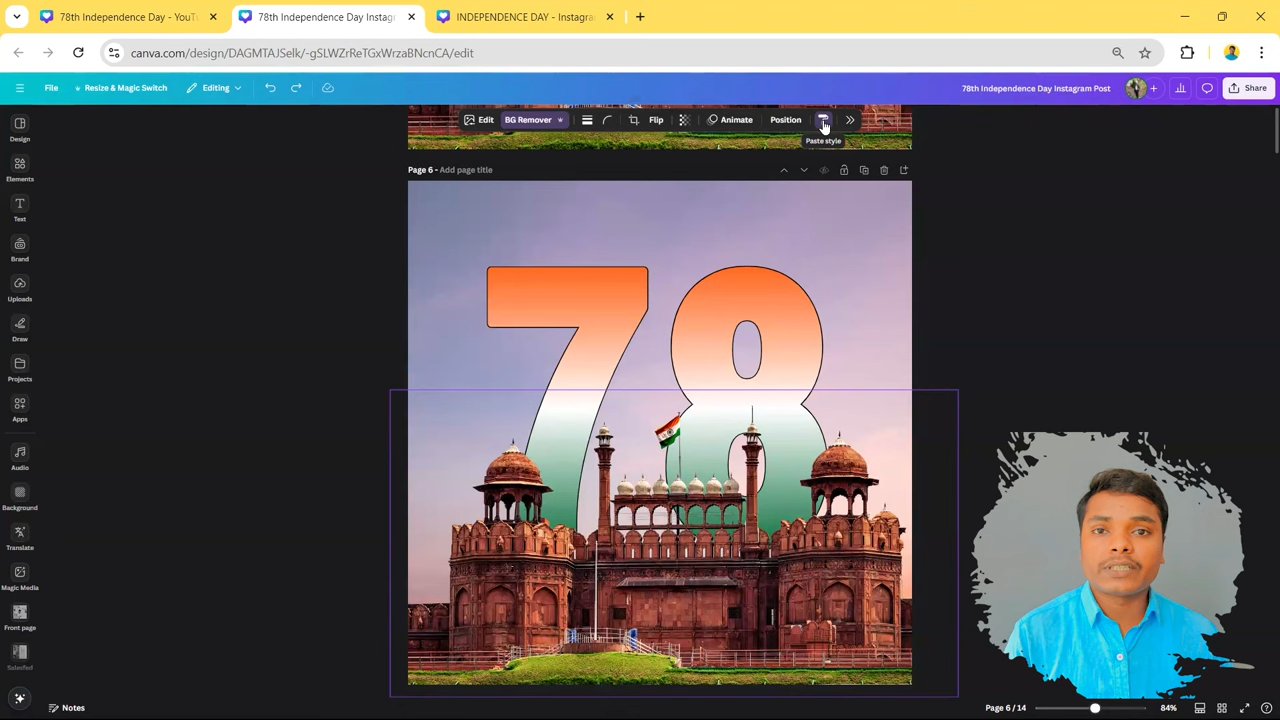 78th Independence Day - YouT
78th Independence Day Instagra
INDEPENDENCE DAY - Instagra
canva.com/design/DAGMTAJSelk/-gSLWZrReTGxWrzaBNcnCA/edit
File
Resize & Magic Switch
Editing
78th Independence Day Instagram Post
Share
Edit
BG Remover
Flip
Animate
Position
Paste style
Page 6 - Add page title
Design
Elements
Text
Brand
Uploads
Draw
Projects
Apps
Audio
Background
Translate
Magic Media
Front page
Selected
78
Notes
Page 6 / 14
84%